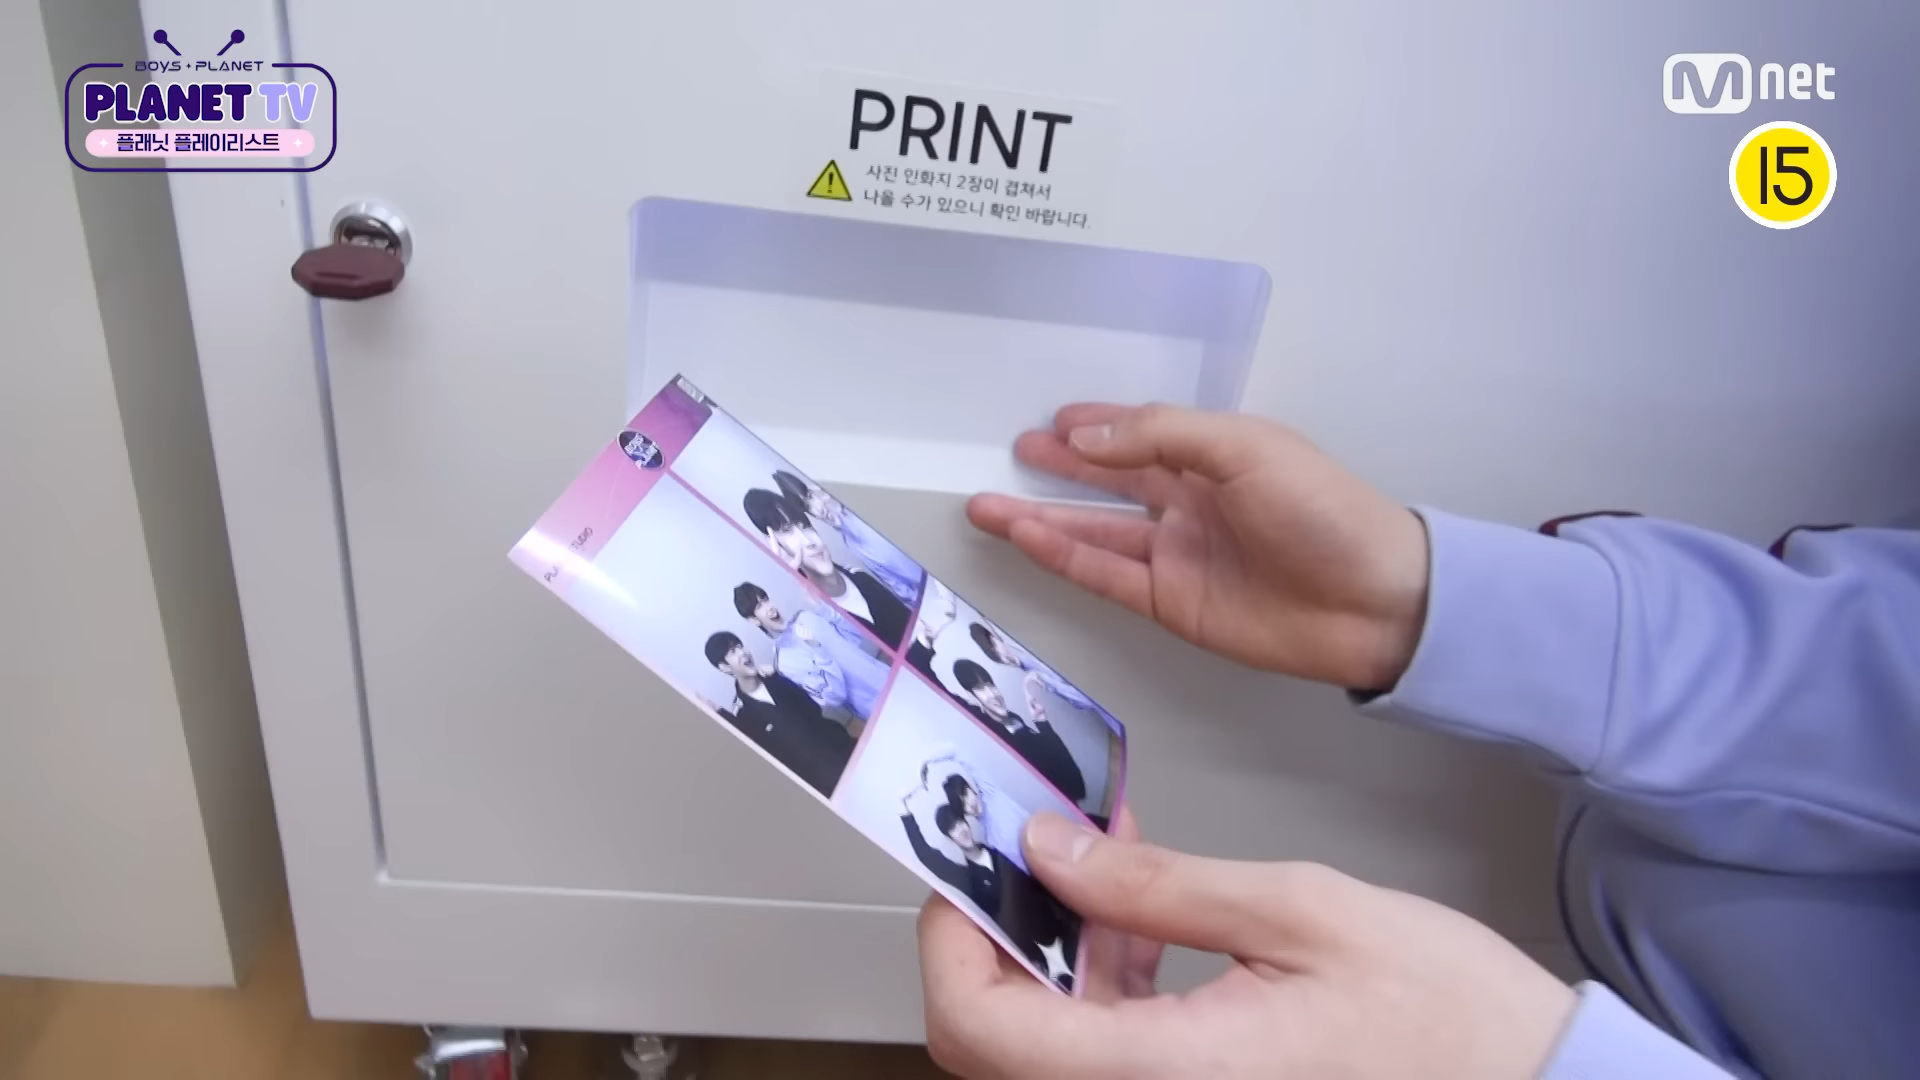 BOYS PLANET
PLANET TV
플래닛 플레이리스트
Mnet
15
PRINT
사진 인화지 2장이 겹쳐서
나올 수가 있으니 확인 바랍니다.
BOYS
PLANET